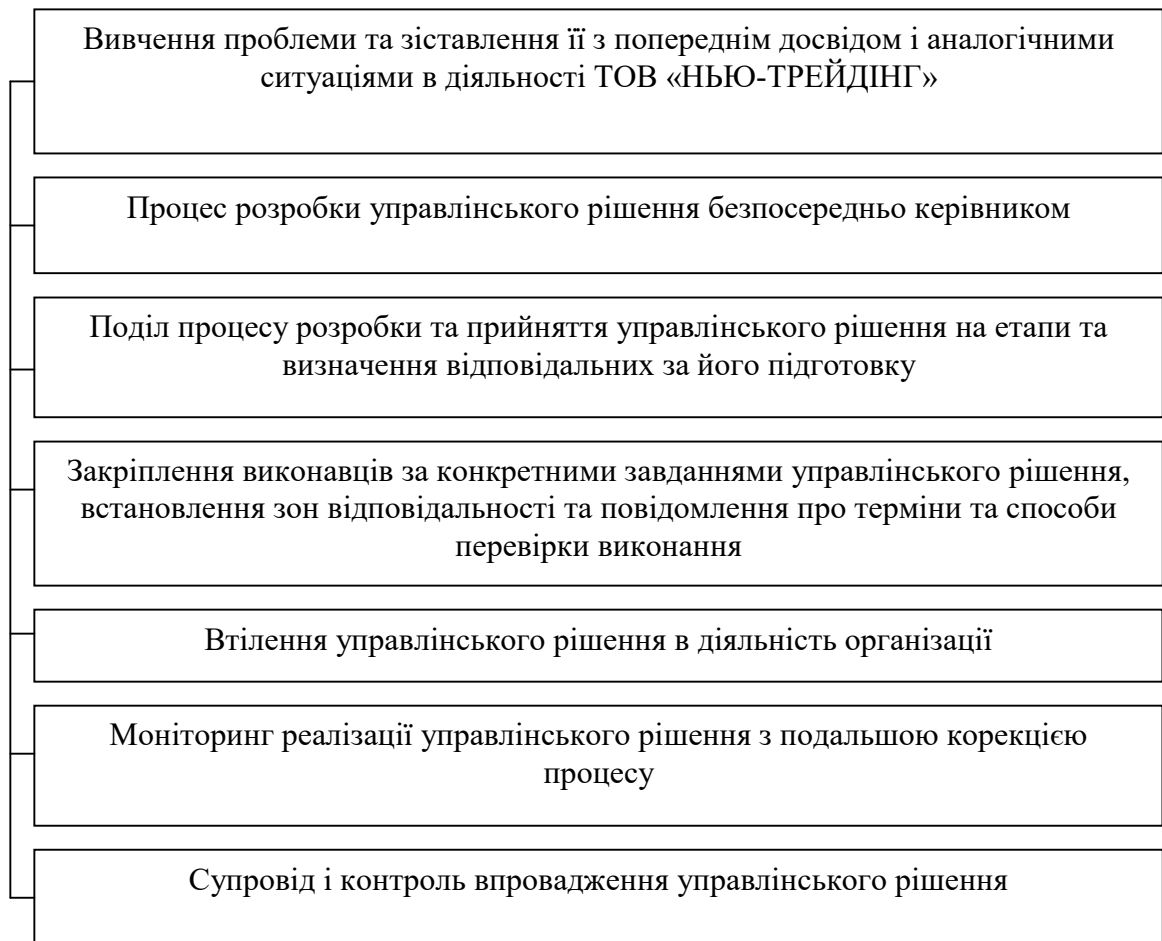 Вивчення проблеми та зіставлення її з попереднім досвідом і аналогічними
ситуаціями в діяльності ТОВ «НЬЮ-ТРЕЙДІНГ»
Процес розробки управлінського рішення безпосередньо керівником
Поділ процесу розробки та прийняття управлінського рішення на етапи та
визначення відповідальних за його підготовку
Закріплення виконавців за конкретними завданнями управлінського рішення,
встановлення зон відповідальності та повідомлення про терміни та способи
перевірки виконання
Втілення управлінського рішення в діяльність організації
Моніторинг реалізації управлінського рішення з подальшою корекцією
процесу
Супровід і контроль впровадження управлінського рішення